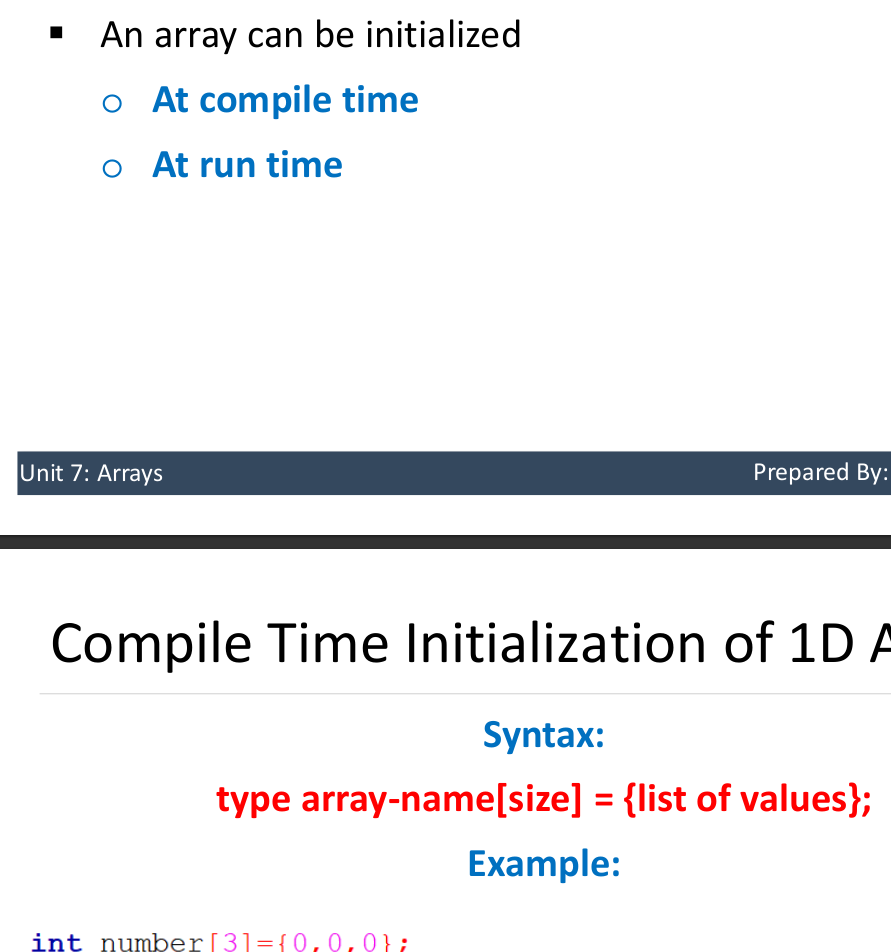 ▪ An array can be initialized
o At compile time
o At run time
Unit 7: Arrays Prepared By:
Compile Time Initialization of 1D A
Syntax:
type array-name[size] = {list of values};
Example:
int number[3]={0,0,0};